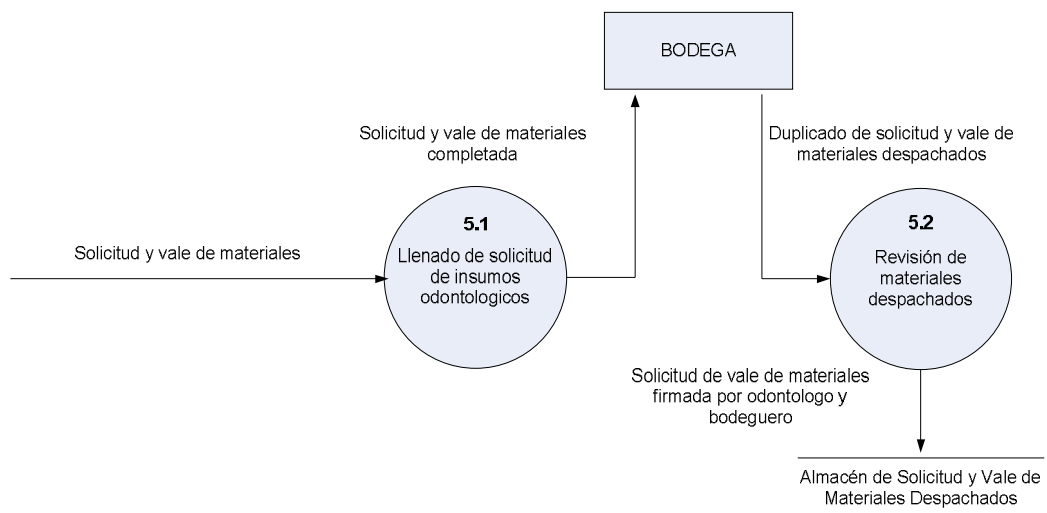 BODEGA
Solicitud y vale de materiales
completada
Duplicado de solicitud y vale de
materiales despachados
Solicitud y vale de materiales
5.1
Llenado de solicitud
de insumos
odontologicos
5.2
Revisión de
materiales
despachados
Solicitud de vale de materiales
firmada por odontologo y
bodeguero
Almacén de Solicitud y Vale de
Materiales Despachados